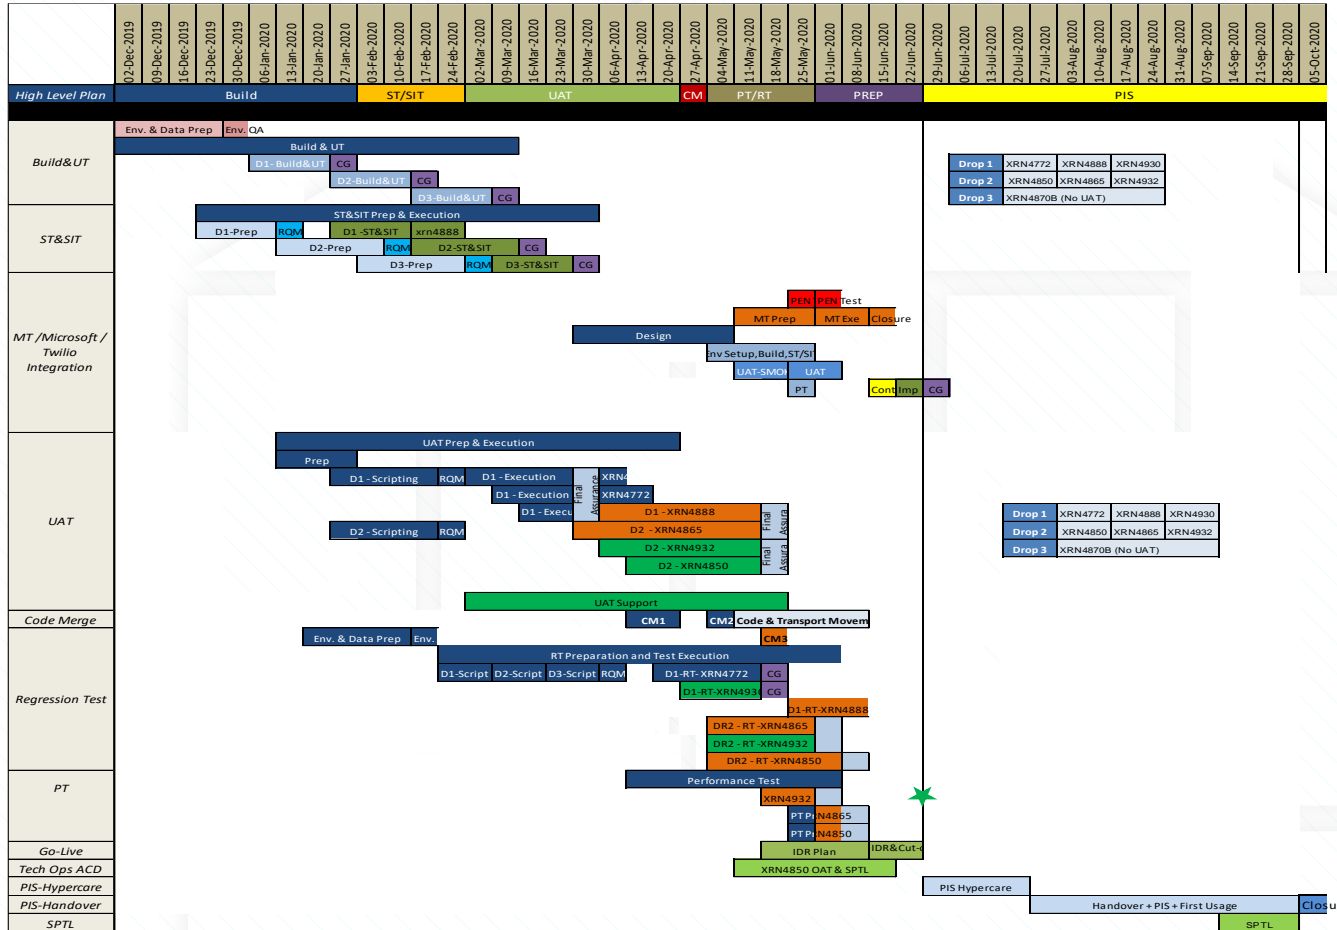 02-Dec-2019 09-Dec-2019 16-Dec-2019 23-Dec-2019 30-Dec-2019 06-Jan-2020 13-Jan-2020 20-Jan-2020 27-Jan-2020 03-Feb-2020 10-Feb-2020 17-Feb-2020 24-Feb-2020 02-Mar-2020 09-Mar-2020 16-Mar-2020 23-Mar-2020 30-Mar-2020 06-Apr-2020 13-Apr-2020 20-Apr-2020 27-Apr-2020 04-May-2020 11-May-2020 18-May-2020 25-May-2020 01-Jun-2020 08-Jun-2020 15-Jun-2020 22-Jun-2020 29-Jun-2020 06-Jul-2020 13-Jul-2020 20-Jul-2020 27-Jul-2020 03-Aug-2020 10-Aug-2020 17-Aug-2020 24-Aug-2020 31-Aug-2020 07-Sep-2020 14-Sep-2020 21-Sep-2020 28-Sep-2020 05-Oct-2020
High Level Plan Build ST/SIT UAT CM PT/RT PREP PIS
Env. & Data Prep Env. QA
Build & UT
Build&UT
D1- Build&UT CG Drop 1 XRN4772 XRN4888 XRN4930
D2-Build&UT CG Drop 2 XRN4850 XRN4865 XRN4932
D3-Build&UT CG Drop 3 XRN4870B (No UAT)
ST&SIT Prep & Execution
ST&SIT
D1-Prep RQM D1 -ST&SIT xrn4888
D2-Prep RQM D2-ST&SIT CG
D3-Prep RQM D3-ST&SIT CG
PEN PEN Test
MT Prep MT Exe Closure
MT /Microsoft /
Twilio
Integration
Design
Env Setup,Build,ST/SI
UAT-SMO UAT
PT Cont Imp CG
UAT Prep & Execution
Prep
D1 - Scripting RQM D1 - Execution Final Assurance XRN4
D1 - Execution XRN4772
UAT
D1 - Execu D1 - XRN4888 Final Assura Drop 1 XRN4772 XRN4888 XRN4930
D2 - Scripting RQM D2 - XRN4865 Drop 2 XRN4850 XRN4865 XRN4932
D2 - XRN4932 Final Assura Drop 3 XRN4870B (No UAT)
D2 - XRN4850
UAT Support
Code Merge CM1 CM2 Code & Transport Movem
Env. & Data Prep Env. CM3
RT Preparation and Test Execution
Regression Test
D1-Script D2-Script D3-Script RQM D1-RT- XRN4772 CG
D1-RT-XRN493 CG
D1-RT-XRN4888
DR2 - RT -XRN4865
DR2 - RT -XRN4932
DR2 - RT -XRN4850
PT Performance Test
XRN4932
PT P RN4865
PT P RN4850
Go-Live IDR Plan IDR&Cut-
Tech Ops ACD XRN4850 OAT & SPTL
PIS-Hypercare PIS Hypercare
PIS-Handover Handover + PIS + First Usage Closu
SPTL SPTL